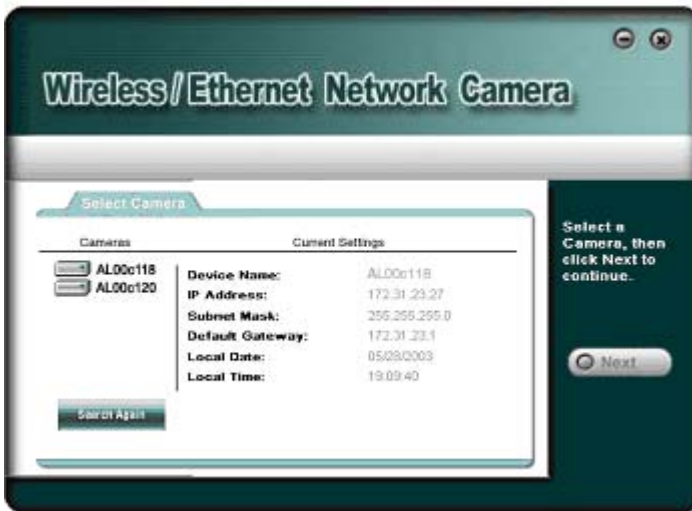 Wireless/Ethernet Network Camera
Select Camera
Cameras
Current Settings
AL00c118
AL00c120
Device Name: AL00c118
IP Address: 172.31.23.27
Subnet Mask: 255.255.255.0
Default Gateway: 172.31.23.1
Local Date: 05/28/2003
Local Time: 19:09:40
Search Again
Select a
Camera, then
click Next to
continue.
Next